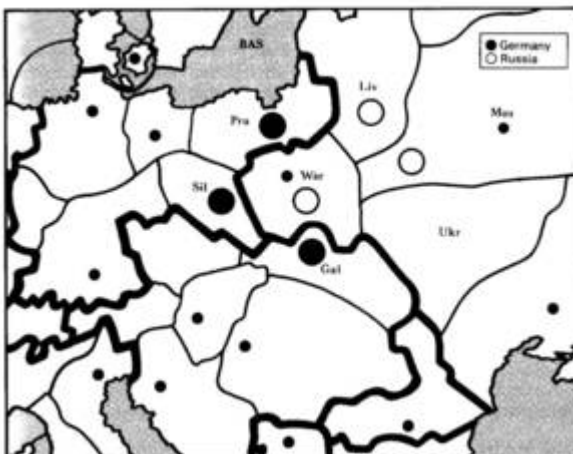 BAS
Germany
Russia
Liv
Mos
Pru
War
Sil
Ukr
Gal